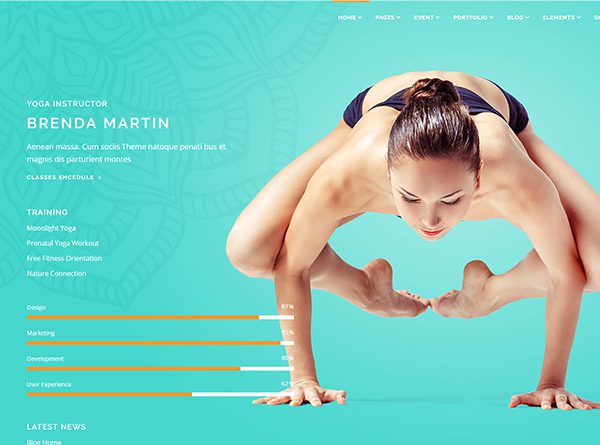 HOME PAGES EVENT PORTFOLIO BLOG ELEMENTS
YOGA INSTRUCTOR
BRENDA MARTIN
Aenean massa. Cum sociis Theme natoque penati bus et
magnis dis parturient montes
CLASSES SHCEDULE
TRAINING
Moonlight Yoga
Prenatal Yoga Workout
Free Fitness Orientation
Nature Connection
Design 87%
Marketing 95%
Development 80%
User Experience 62%
LATEST NEWS
Blog Home